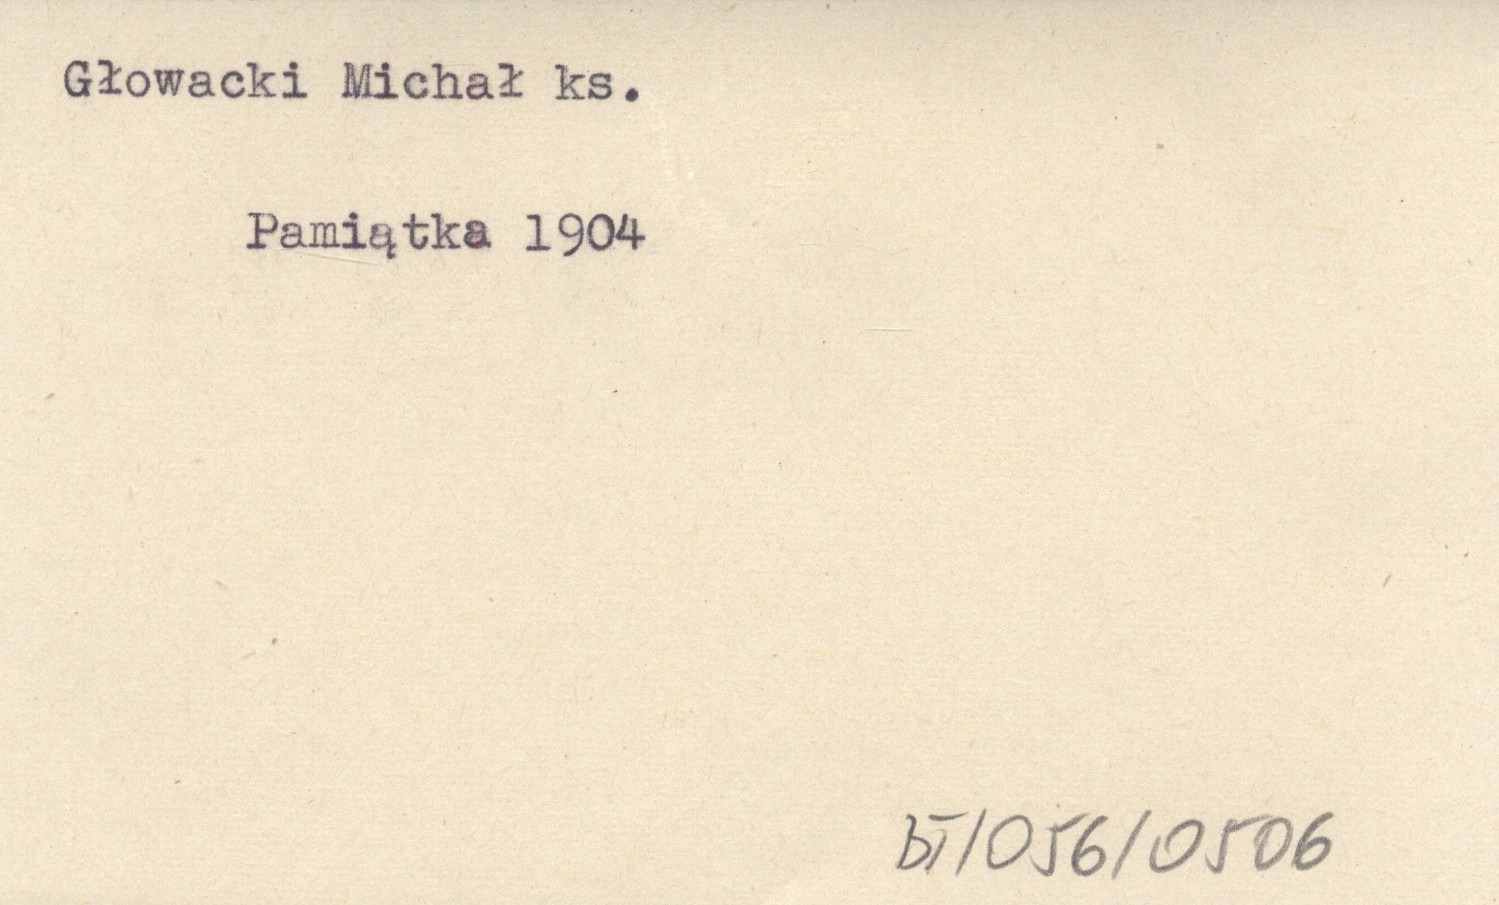 Głowacki Michał ks.
Pamiątka 1904
bT/056/0506